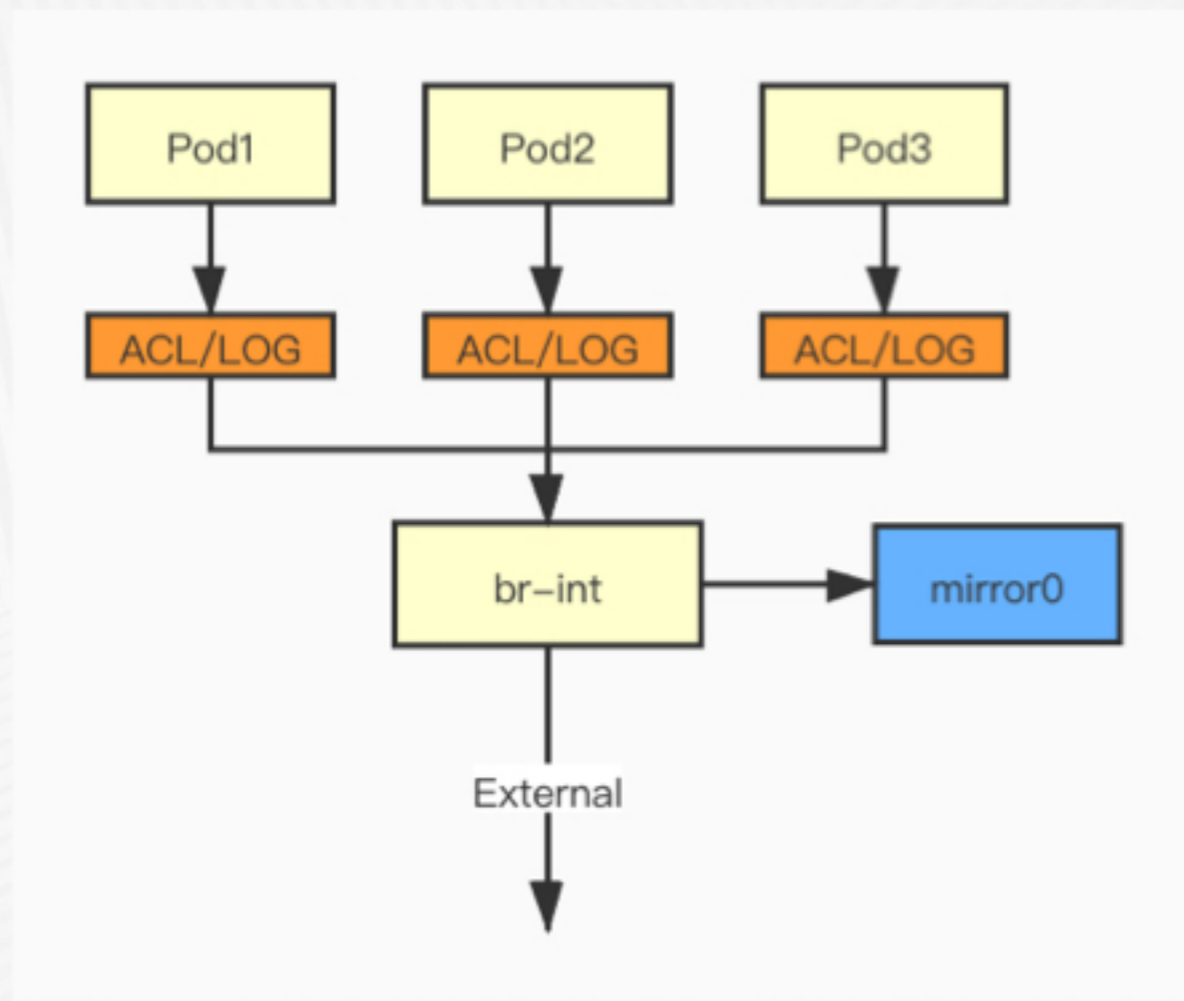 Pod1
Pod2
Pod3
ACL/LOG
ACL/LOG
ACL/LOG
br–int
mirror0
External